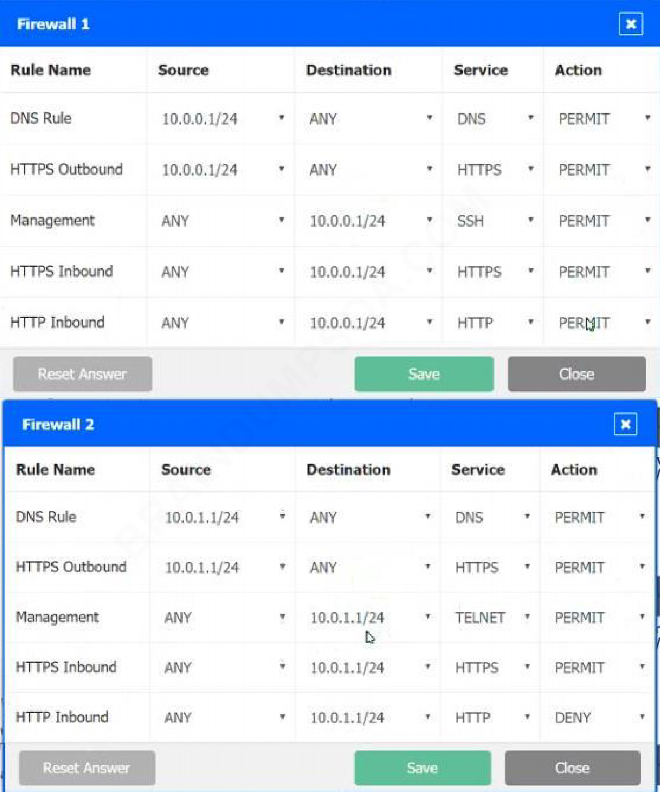 Firewall 1
Rule Name Source Destination Service Action
DNS Rule 10.0.0.1/24 ANY DNS PERMIT
HTTPS Outbound 10.0.0.1/24 ANY HTTPS PERMIT
Management ANY 10.0.0.1/24 SSH PERMIT
HTTPS Inbound ANY 10.0.0.1/24 HTTPS PERMIT
HTTP Inbound ANY 10.0.0.1/24 HTTP PERMIT
Reset Answer Save Close
Firewall 2
Rule Name Source Destination Service Action
DNS Rule 10.0.1.1/24 ANY DNS PERMIT
HTTPS Outbound 10.0.1.1/24 ANY HTTPS PERMIT
Management ANY 10.0.1.1/24 TELNET PERMIT
HTTPS Inbound ANY 10.0.1.1/24 HTTPS PERMIT
HTTP Inbound ANY 10.0.1.1/24 HTTP DENY
Reset Answer Save Close